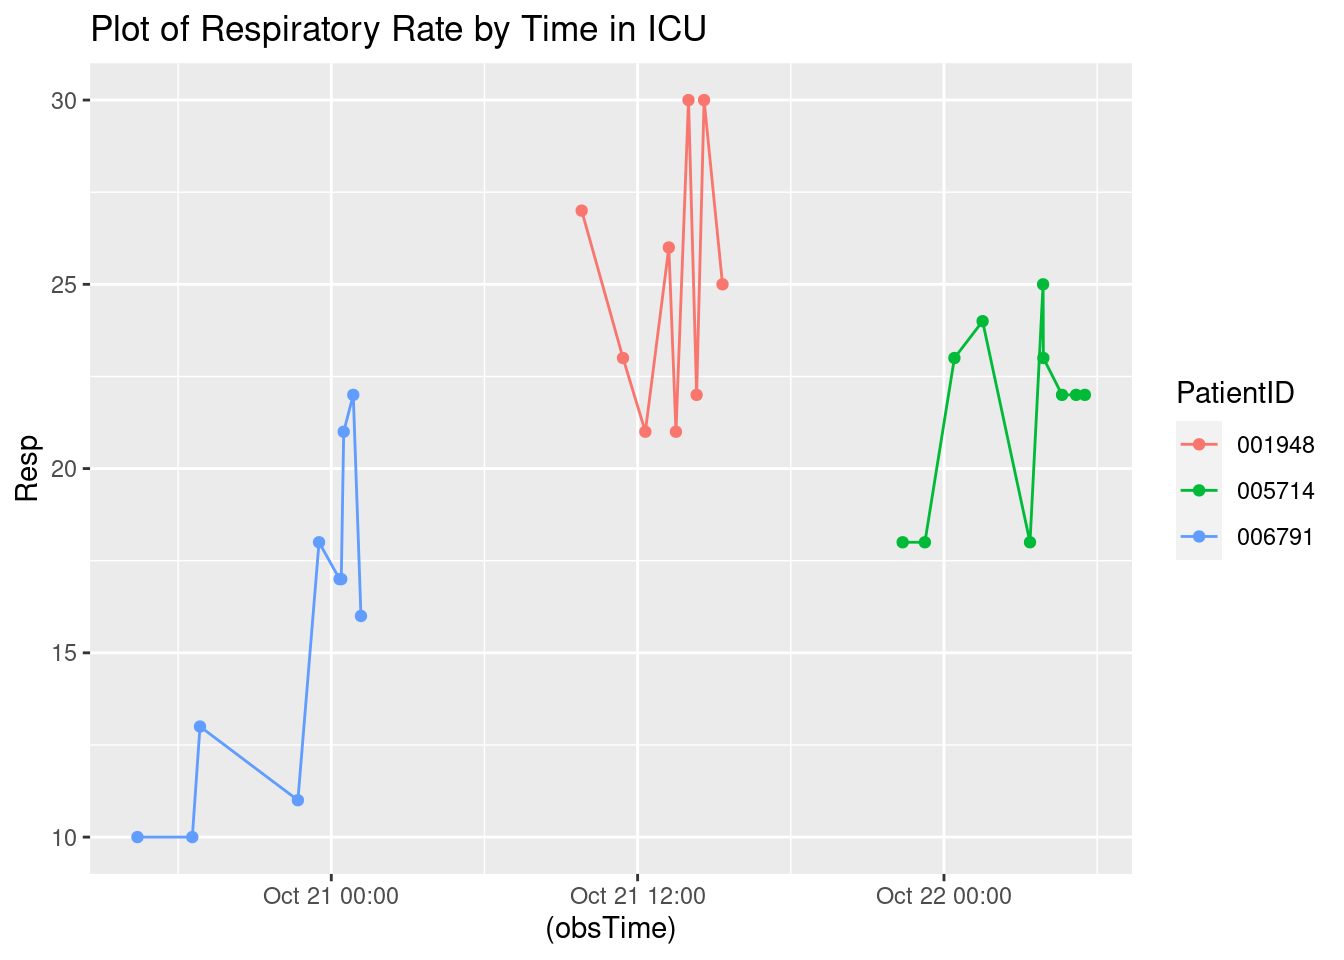 Plot of Respiratory Rate by Time in ICU
30
25
20
15
10
Resp
Oct 21 00:00
Oct 21 12:00
Oct 22 00:00
(obsTime)
PatientID
001948
005714
006791